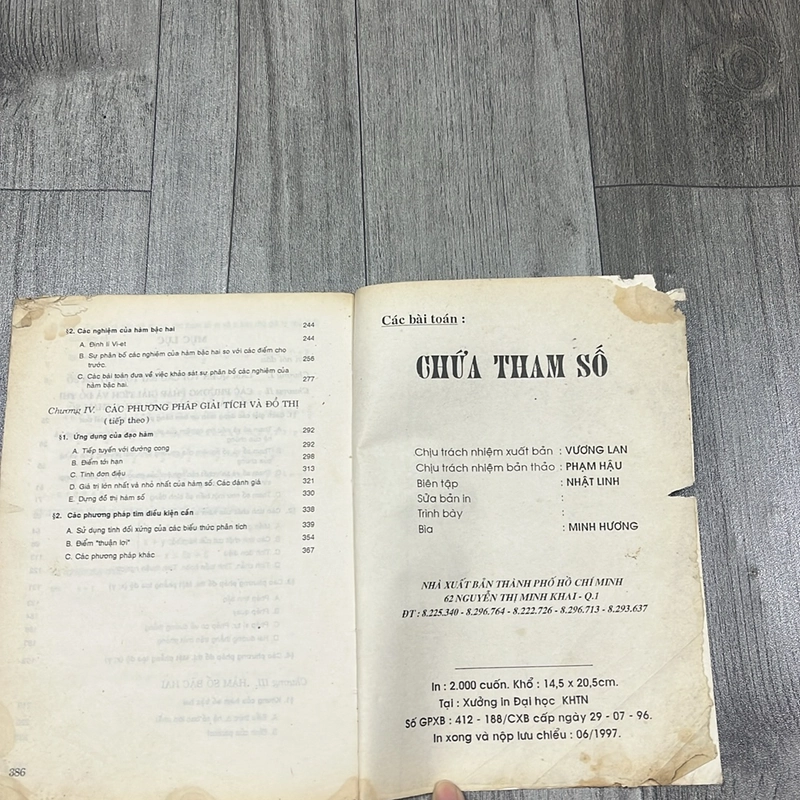 §2. Các nghiệm của hàm bậc hai 244
A. Định lí Vi-et 244
B. Sự phân bố các nghiệm của hàm bậc hai so với các điểm cho
trước. 256
C. Các bài toán đưa về việc khảo sát sự phân bố các nghiệm của
hàm bậc hai. 277
Chương IV. CÁC PHƯƠNG PHÁP GIẢI TÍCH VÀ ĐỒ THỊ
(tiếp theo) 292
§1. Ứng dụng của đạo hàm
A. Tiếp tuyến với đường cong 292
B. Điểm tới hạn 298
C. Tính đơn điệu 313
D. Giá trị lớn nhất và nhỏ nhất của hàm số. Các đánh giá 321
E. Dựng đồ thị hàm số 330
§2. Các phương pháp tìm điều kiện cần 338
A. Sử dụng tính đối xứng của các biểu thức phân tích 339
B. Điểm "thuận lợi" 354
C. Các phương pháp khác 367
386
Các bài toán :
CHỨA THAM SỐ
Chịu trách nhiệm xuất bản : VƯƠNG LAN
Chịu trách nhiệm bản thảo : PHẠM HẬU
Biên tập : NHẬT LINH
Sửa bản in :
Trình bày :
Bìa : MINH HƯƠNG
NHÀ XUẤT BẢN THÀNH PHỐ HỒ CHÍ MINH
62 NGUYỄN THỊ MINH KHAI - Q.1
ĐT : 8.225.340 - 8.296.764 - 8.222.726 - 8.296.713 - 8.293.637
In : 2.000 cuốn. Khổ : 14,5 x 20,5cm.
Tại : Xưởng in Đại học KHTN
Số GPXB : 412 - 188/CXB cấp ngày 29 - 07 - 96.
In xong và nộp lưu chiểu : 06/1997.